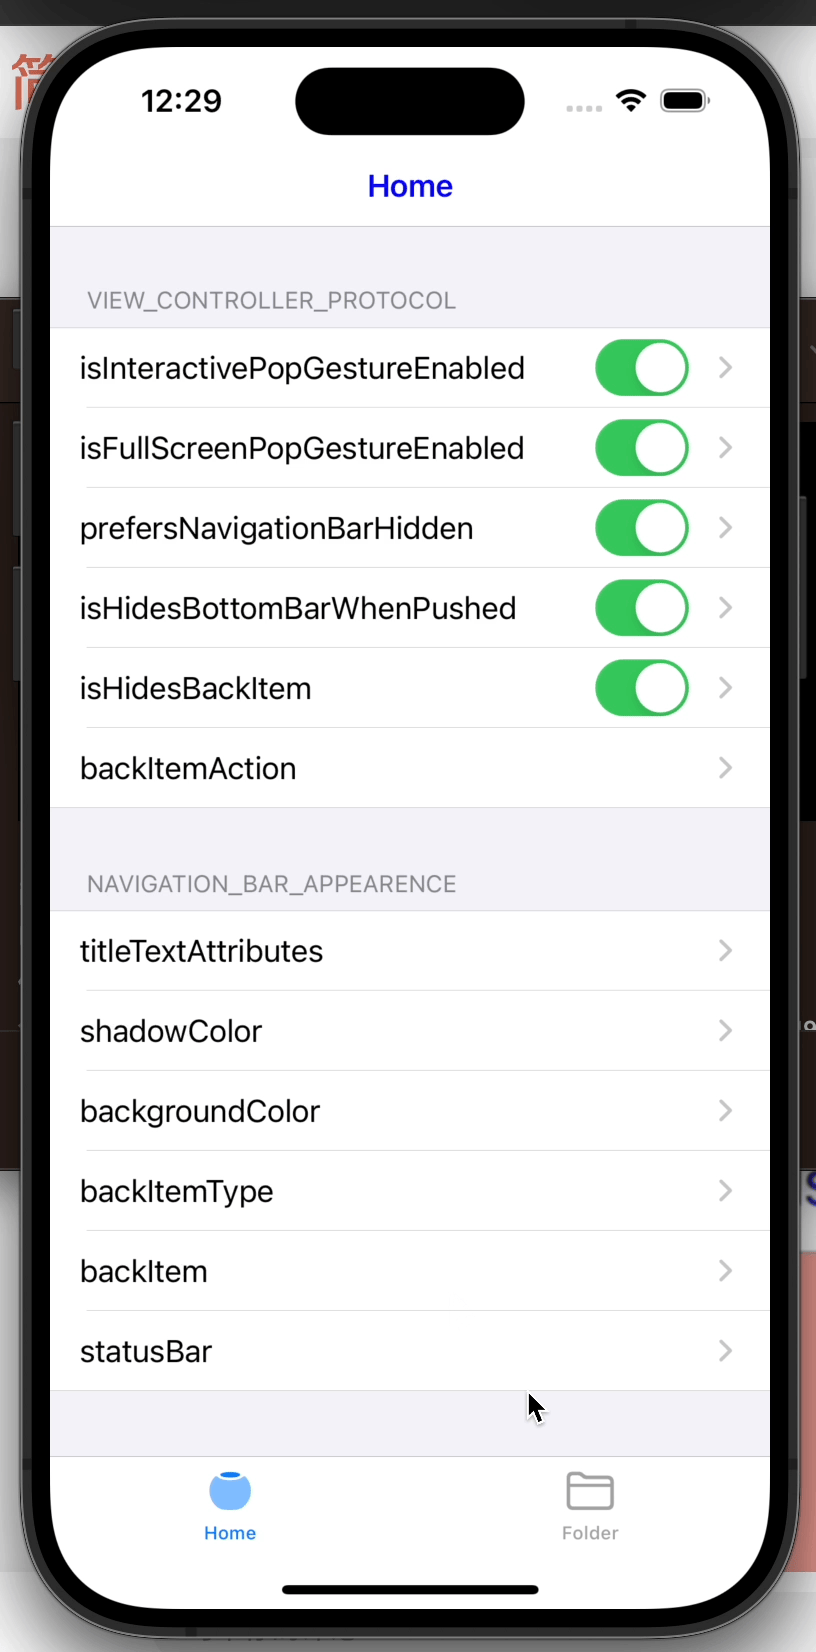 简
12:29
Home
VIEW_CONTROLLER_PROTOCOL
isInteractivePopGestureEnabled
isFullScreenPopGestureEnabled
prefersNavigationBarHidden
isHidesBottomBarWhenPushed
isHidesBackItem
backItemAction
NAVIGATION_BAR_APPEARENCE
titleTextAttributes
shadowColor
backgroundColor
backItemType
backItem
statusBar
Home
Folder